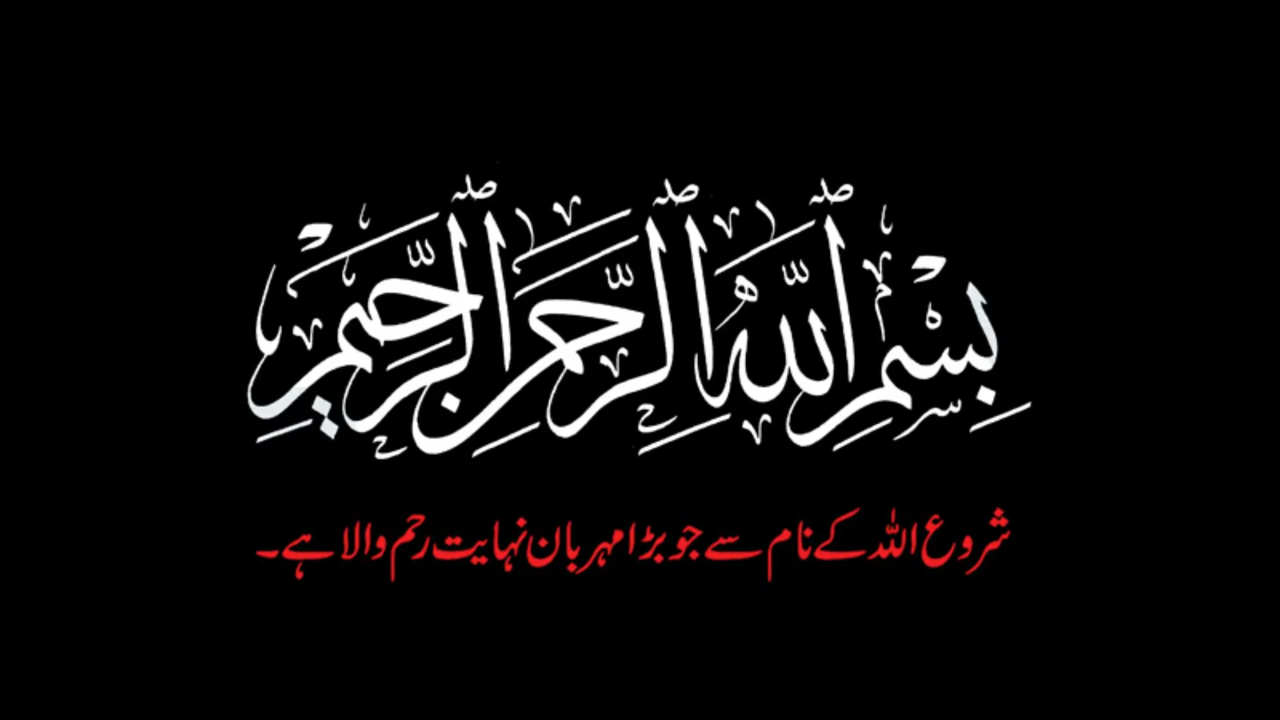 بِسْمِ اللّٰهِ الرَّحْمٰنِ الرَّحِيْمِ
شروع اللہ کے نام سے جو بڑا مہربان نہایت رحم والا ہے۔